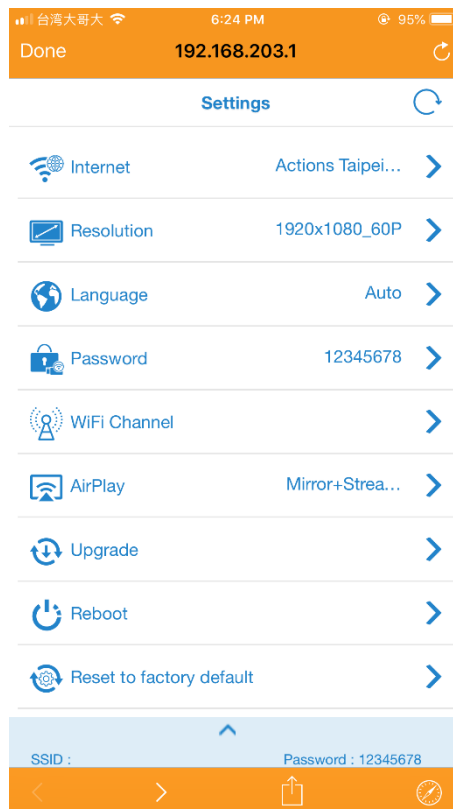 台湾大哥大 6:24 PM 95%
Done 192.168.203.1
Settings
Internet Actions Taipei...
Resolution 1920x1080_60P
Language Auto
Password 12345678
WiFi Channel
AirPlay Mirror+Strea...
Upgrade
Reboot
Reset to factory default
SSID : Password : 12345678